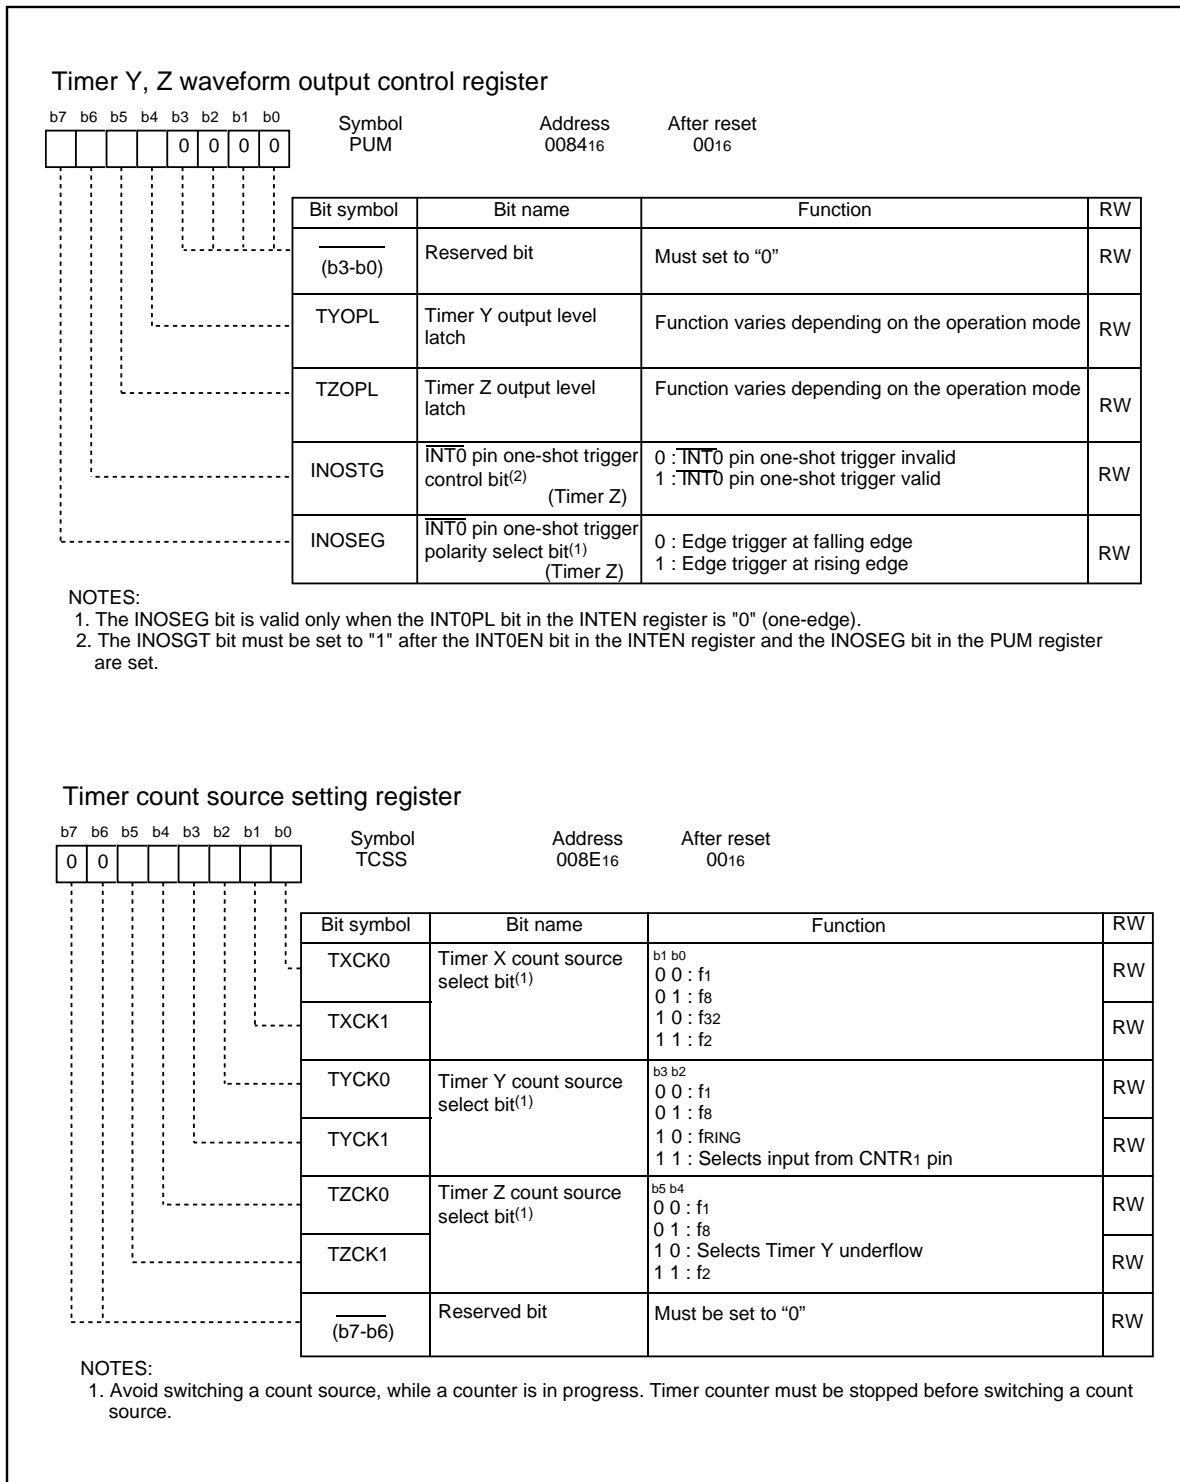 Timer Y, Z waveform output control register
b7 b6 b5 b4 b3 b2 b1 b0
0 0 0 0
Symbol Address After reset
PUM 008416 0016
Bit symbol Bit name Function RW
(b3-b0) Reserved bit Must set to “0” RW
TYOPL Timer Y output level
latch Function varies depending on the operation mode RW
TZOPL Timer Z output level
latch Function varies depending on the operation mode RW
INOSTG INT0 pin one-shot trigger
control bit(2)
(Timer Z) 0 : INT0 pin one-shot trigger invalid
1 : INT0 pin one-shot trigger valid RW
INOSEG INT0 pin one-shot trigger
polarity select bit(1)
(Timer Z) 0 : Edge trigger at falling edge
1 : Edge trigger at rising edge RW
NOTES:
1. The INOSEG bit is valid only when the INT0PL bit in the INTEN register is "0" (one-edge).
2. The INOSGT bit must be set to "1" after the INT0EN bit in the INTEN register and the INOSEG bit in the PUM register
are set.
Timer count source setting register
b7 b6 b5 b4 b3 b2 b1 b0
0 0
Symbol Address After reset
TCSS 008E16 0016
Bit symbol Bit name Function RW
TXCK0 Timer X count source
select bit(1) b1 b0
0 0 : f1
0 1 : f8 RW
TXCK1 1 0 : f32
1 1 : f2 RW
TYCK0 Timer Y count source
select bit(1) b3 b2
0 0 : f1
0 1 : f8 RW
TYCK1 1 0 : fRING
1 1 : Selects input from CNTR1 pin RW
TZCK0 Timer Z count source
select bit(1) b5 b4
0 0 : f1
0 1 : f8 RW
TZCK1 1 0 : Selects Timer Y underflow
1 1 : f2 RW
(b7-b6) Reserved bit Must be set to “0” RW
NOTES:
1. Avoid switching a count source, while a counter is in progress. Timer counter must be stopped before switching a count
source.